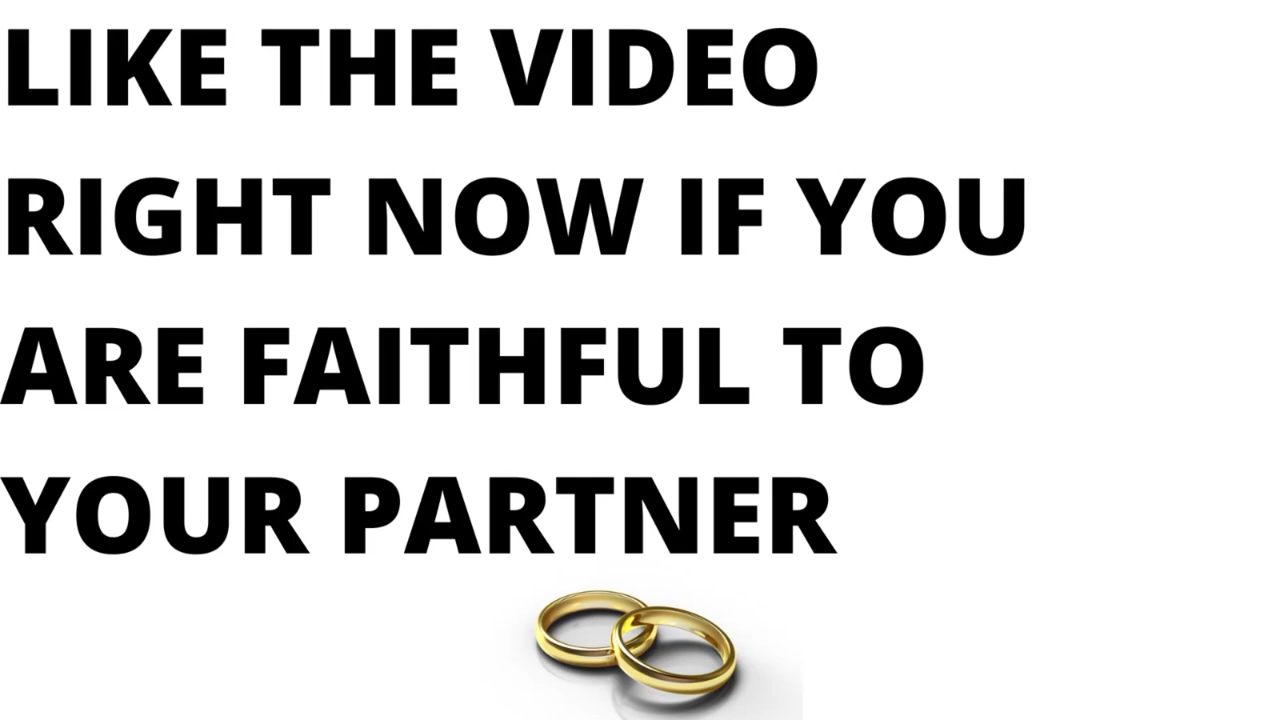 LIKE THE VIDEO
RIGHT NOW IF YOU
ARE FAITHFUL TO
YOUR PARTNER